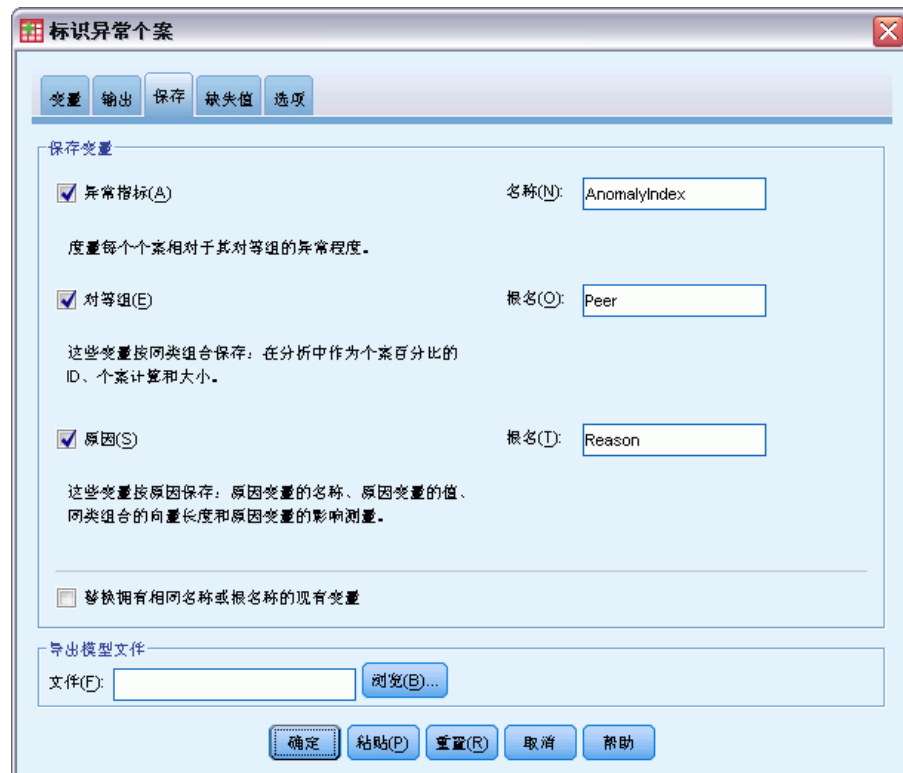 标识异常个案
变量 输出 保存 缺失值 选项
保存变量
异常指标(A) 名称(N): AnomalyIndex
度量每个个案相对于其对等组的异常程度。
对等组(E) 根名(O): Peer
这些变量按同类组合保存：在分析中作为个案百分比的
ID、个案计算和大小。
原因(S) 根名(T): Reason
这些变量按原因保存：原因变量的名称、原因变量的值、
同类组合的向量长度和原因变量的影响测量。
替换拥有相同名称或根名称的现有变量
导出模型文件
文件(F): 浏览(B)...
确定 粘贴(P) 重置(R) 取消 帮助